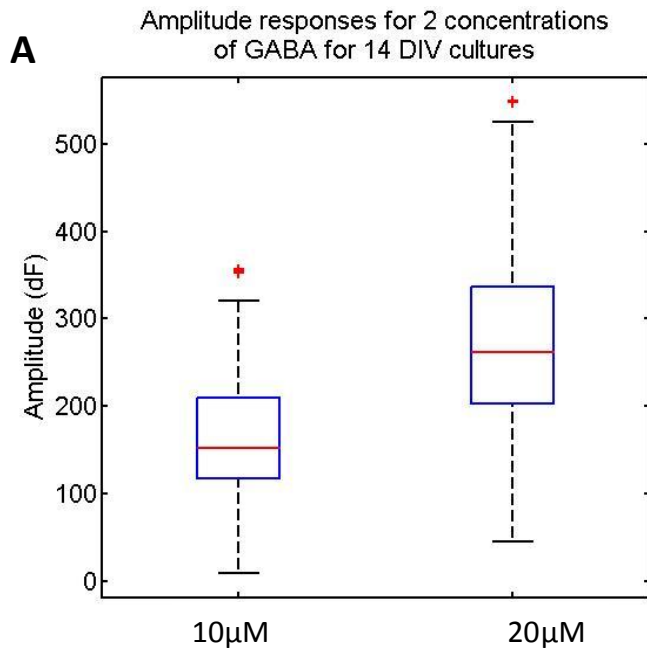 Amplitude responses for 2 concentrations
of GABA for 14 DIV cultures
A
Amplitude (dF)
500
400
300
200
100
0
10µM 20µM